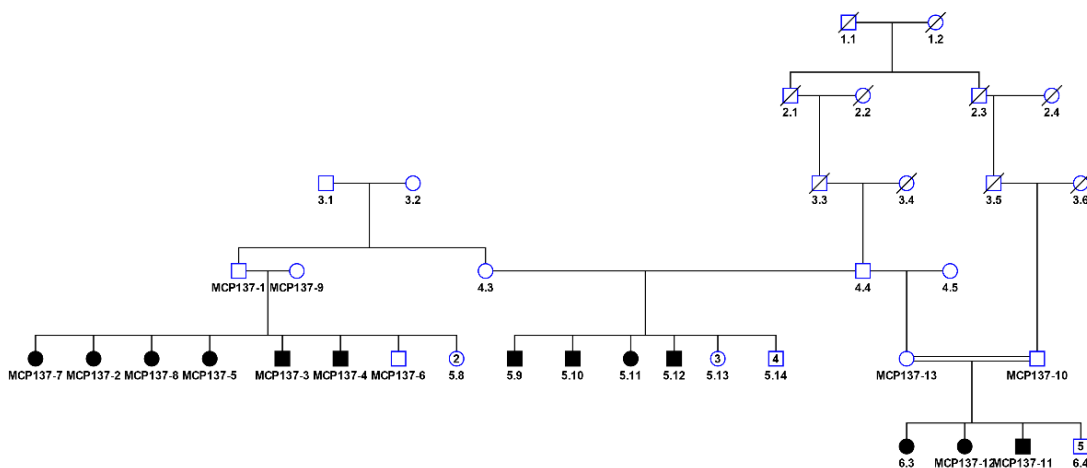 1.1 1.2
2.1 2.2 2.3 2.4
3.1 3.2 3.3 3.4 3.5 3.6
MCP137-1 MCP137-9 4.3 4.4 4.5
2 3 4
MCP137-7 MCP137-2 MCP137-8 MCP137-5 MCP137-3 MCP137-4 MCP137-6 5.8 5.9 5.10 5.11 5.12 5.13 5.14 MCP137-13 MCP137-10
5
6.3 MCP137-12 MCP137-11 6.4